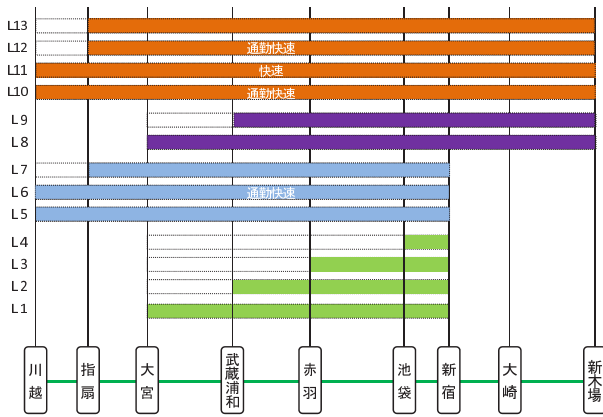 L13
L12 通勤快速
L11 快速
L10 通勤快速
L9
L8
L7
L6 通勤快速
L5
L4
L3
L2
L1
川越
指扇
大宮
武蔵浦和
赤羽
池袋
新宿
大崎
新木場